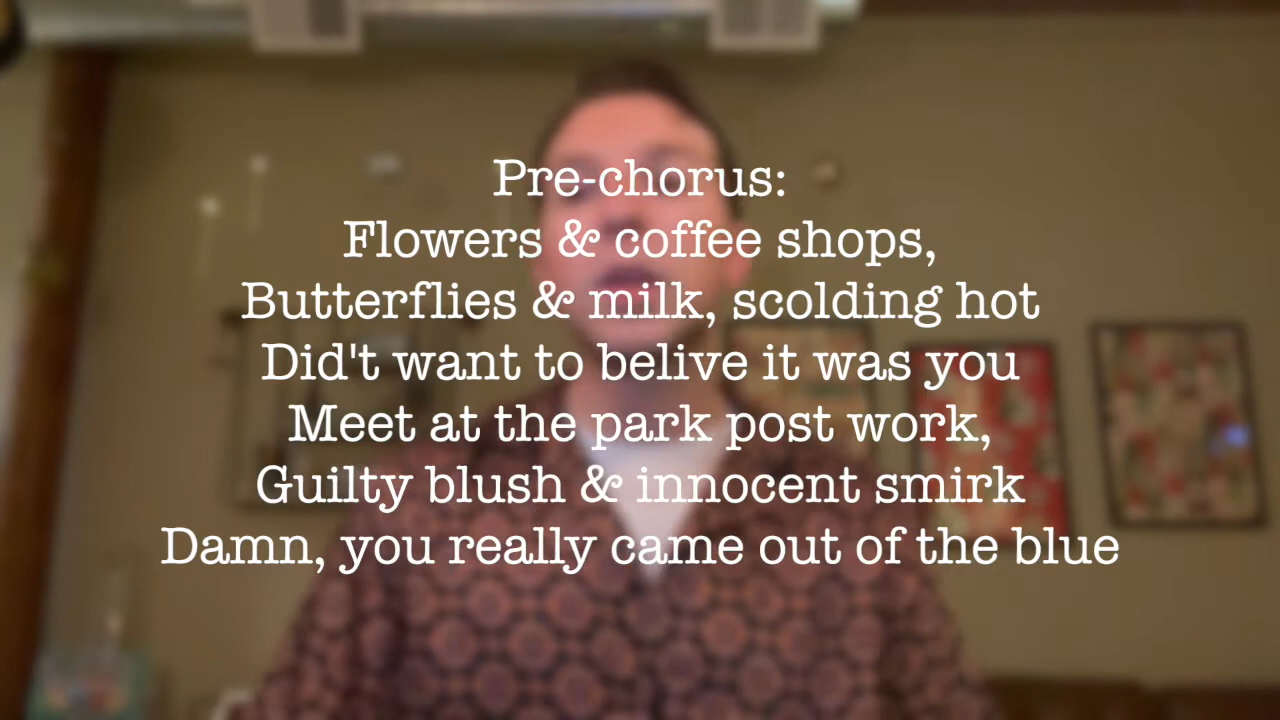 Pre-chorus:
Flowers & coffee shops,
Butterflies & milk, scolding hot
Did't want to belive it was you
Meet at the park post work,
Guilty blush & innocent smirk
Damn, you really came out of the blue